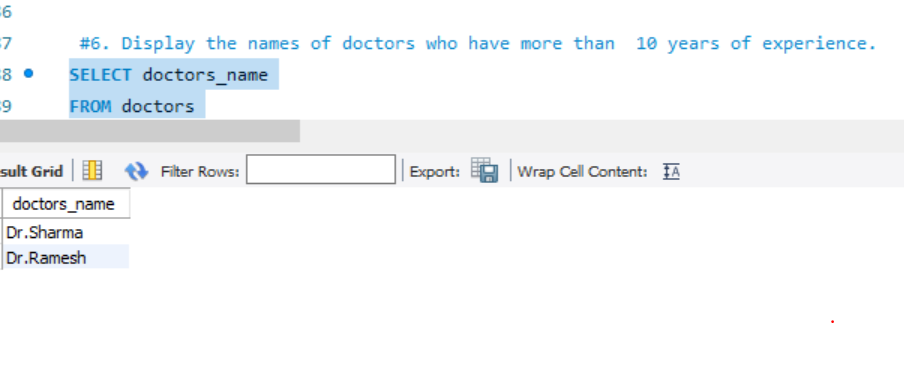 36
37 #6. Display the names of doctors who have more than 10 years of experience.
38 SELECT doctors_name
39 FROM doctors
sult Grid Filter Rows: Export: Wrap Cell Content: IA
doctors_name
Dr.Sharma
Dr.Ramesh